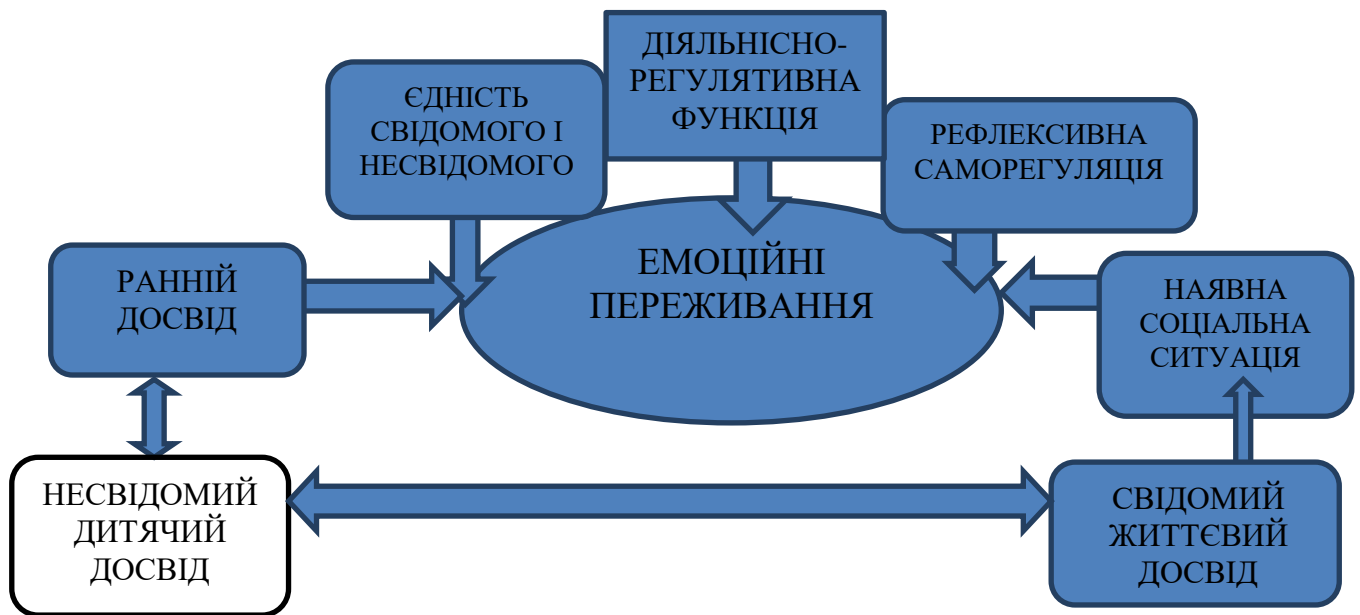 ДІЯЛЬНІСНО-
РЕГУЛЯТИВНА
ФУНКЦІЯ
ЄДНІСТЬ
СВІДОМОГО І
НЕСВІДОМОГО
РЕФЛЕКСИВНА
САМОРЕГУЛЯЦІЯ
ЕМОЦІЙНІ
ПЕРЕЖИВАННЯ
РАННІЙ
ДОСВІД
НАЯВНА
СОЦІАЛЬНА
СИТУАЦІЯ
НЕСВІДОМИЙ
ДИТЯЧИЙ
ДОСВІД
СВІДОМИЙ
ЖИТТЄВИЙ
ДОСВІД